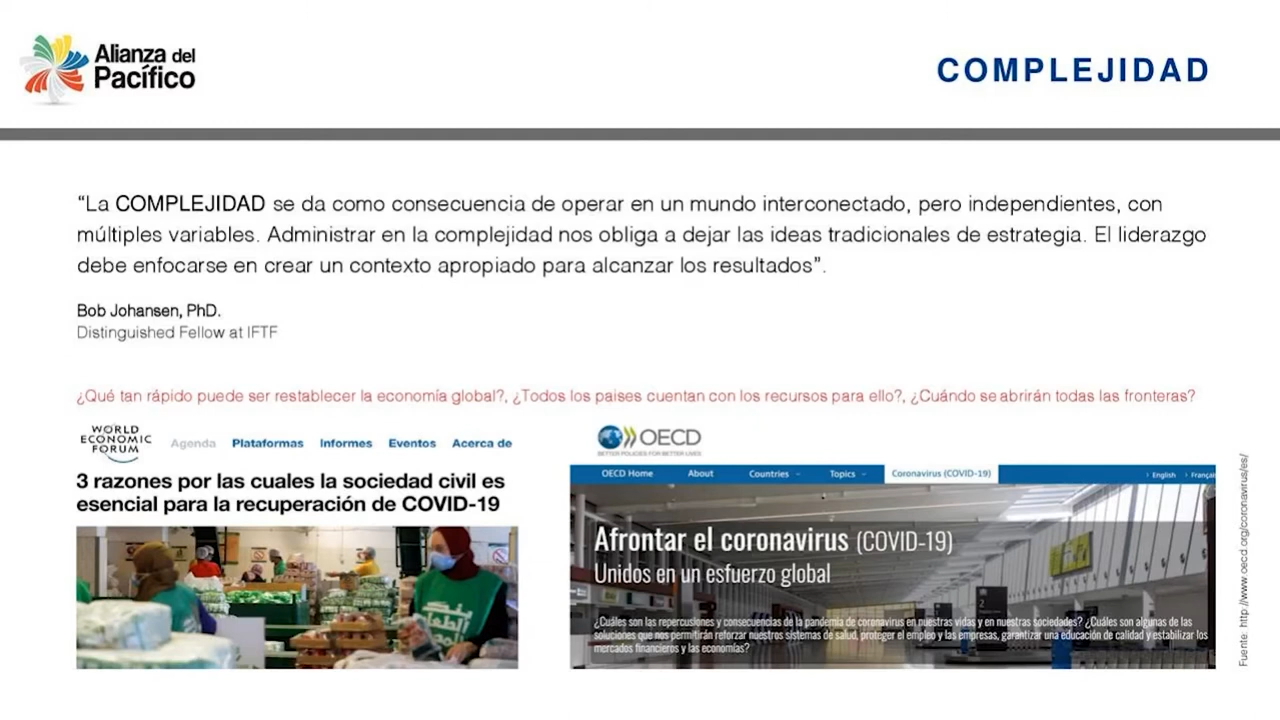 Alianza del
Pacífico
COMPLEJIDAD
“La COMPLEJIDAD se da como consecuencia de operar en un mundo interconectado, pero independientes, con
múltiples variables. Administrar en la complejidad nos obliga a dejar las ideas tradicionales de estrategia. El liderazgo
debe enfocarse en crear un contexto apropiado para alcanzar los resultados”.
Bob Johansen, PhD.
Distinguished Fellow at IFTF
¿Qué tan rápido puede ser restablecer la economía global?, ¿Todos los paises cuentan con los recursos para ello?, ¿Cuándo se abrirán todas las fronteras?
WORLD
ECONOMIC
FORUM
Agenda Plataformas Informes Eventos Acerca de
3 razones por las cuales la sociedad civil es
esencial para la recuperación de COVID-19
بنك
الطعام
OECD
BETTER POLICIES FOR BETTER LIVES
OECD Home About Countries Topics Coronavirus (COVID-19) English Françai
Afrontar el coronavirus (COVID-19)
Unidos en un esfuerzo global
2
¿Cuáles son las repercusiones y consecuencias de la pandemia de coronavirus en nuestras vidas y en nuestras sociedades? ¿Cuáles son algunas de las
soluciones que nos permitirán reforzar nuestros sistemas de salud, proteger el empleo y las empresas, garantizar una educación de calidad y estabilizar los
mercados financieros y las economías?
Fuente: http://www.oecd.org/coronavirus/es/